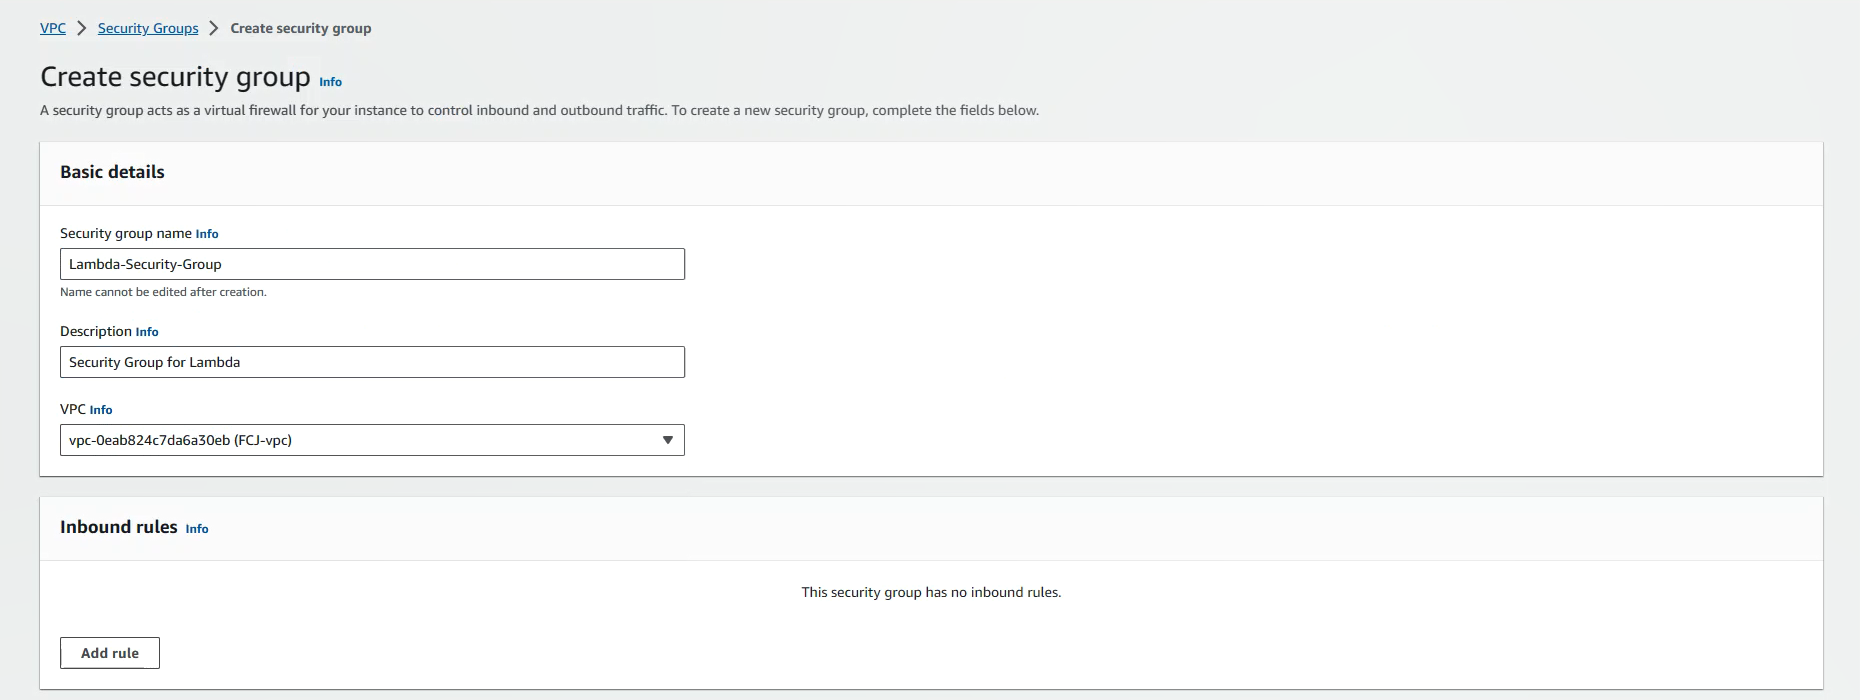 VPC > Security Groups > Create security group
Create security group Info
A security group acts as a virtual firewall for your instance to control inbound and outbound traffic. To create a new security group, complete the fields below.
Basic details
Security group name Info
Lambda-Security-Group
Name cannot be edited after creation.
Description Info
Security Group for Lambda
VPC Info
vpc-0eab824c7da6a30eb (FCJ-vpc)
Inbound rules Info
This security group has no inbound rules.
Add rule